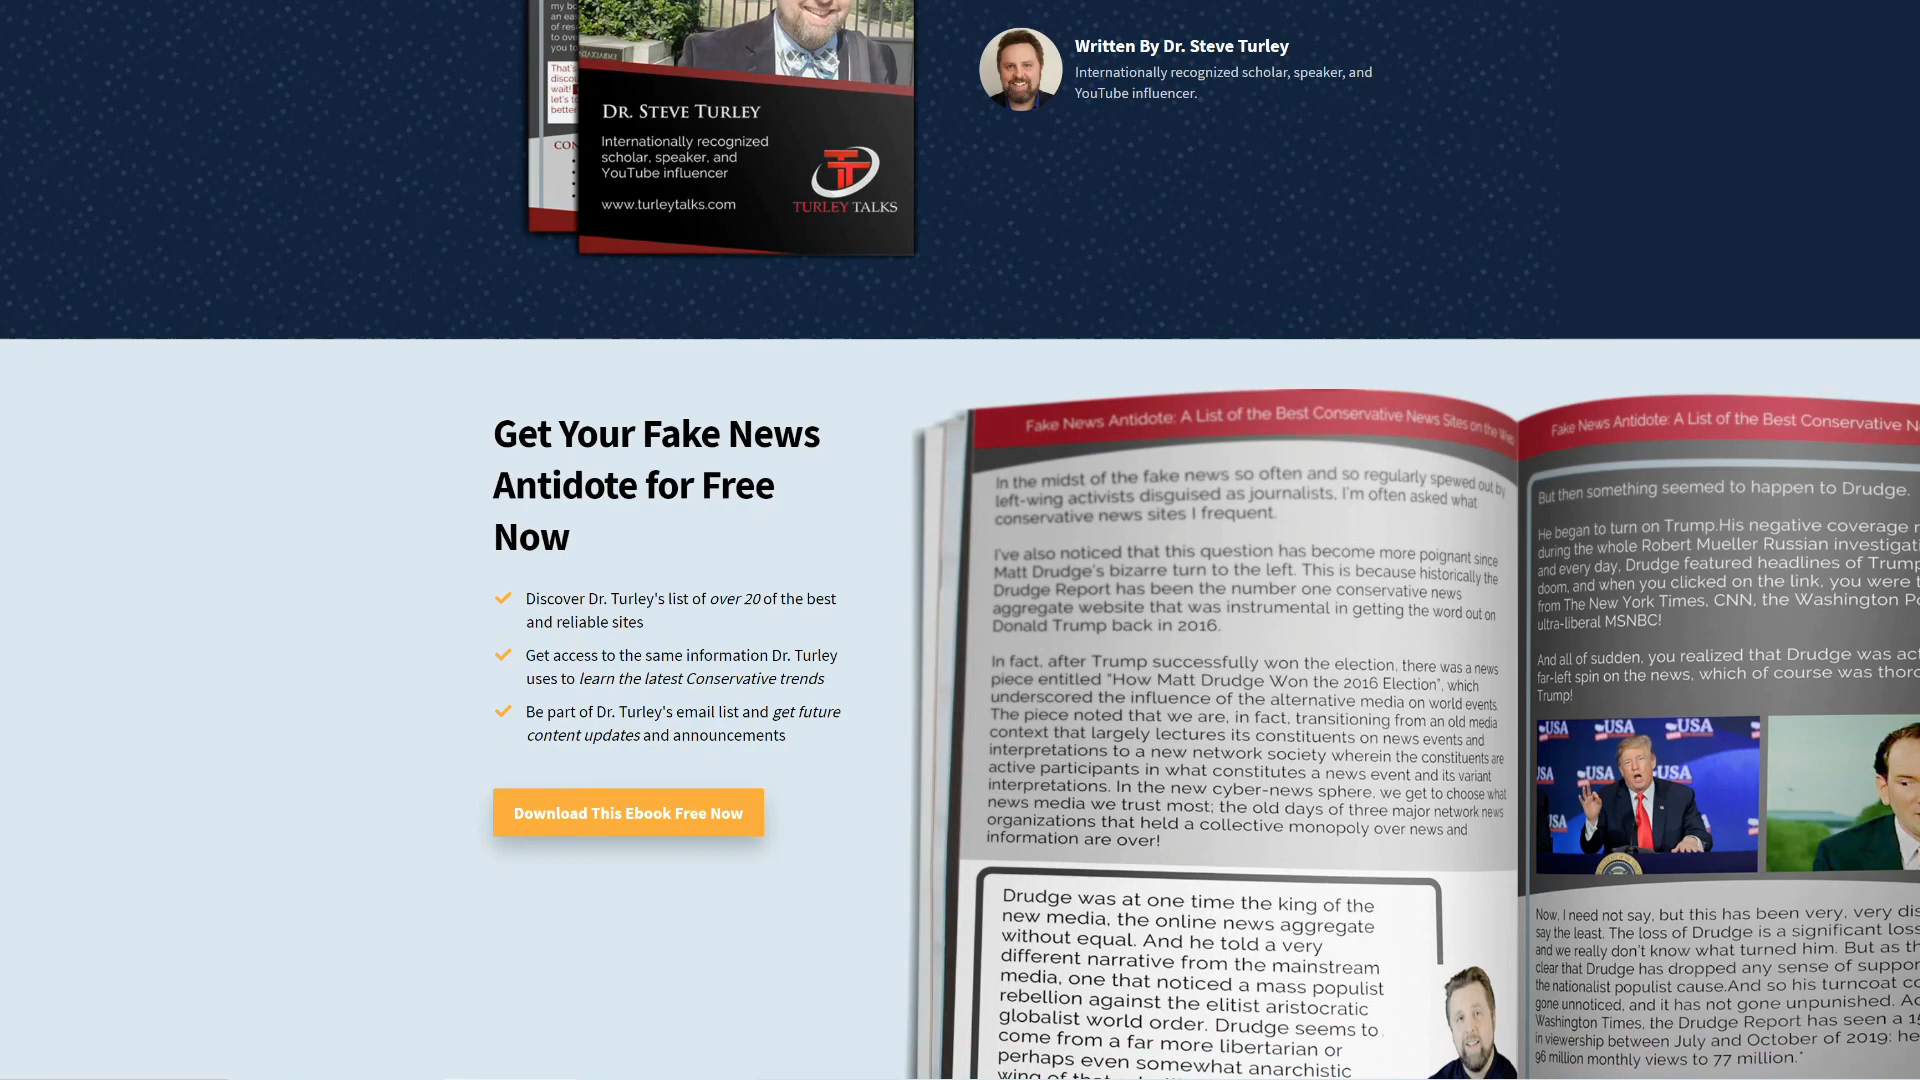 my bo
an eas
of res
to ove
you to
That's
discou
wait!
let's to
better
CON
DR. STEVE TURLEY
Internationally recognized
scholar, speaker, and
YouTube influencer
www.turleytalks.com
TT
TURLEY TALKS
Written By Dr. Steve Turley
Internationally recognized scholar, speaker, and
YouTube influencer.
Get Your Fake News
Antidote for Free
Now
Discover Dr. Turley's list of over 20 of the best
and reliable sites
Get access to the same information Dr. Turley
uses to learn the latest Conservative trends
Be part of Dr. Turley's email list and get future
content updates and announcements
Download This Ebook Free Now
Fake News Antidote: A List of the Best Conservative News Sites on the Web
In the midst of the fake news so often and so regularly spewed out by
left-wing activists disguised as journalists, I'm often asked what
conservative news sites I frequent.
I've also noticed that this question has become more poignant since
Matt Drudge's bizarre turn to the left. This is because historically the
Drudge Report has been the number one conservative news
aggregate website that was instrumental in getting the word out on
Donald Trump back in 2016.
In fact, after Trump successfully won the election, there was a news
piece entitled "How Matt Drudge Won the 2016 Election", which
underscored the influence of the alternative media on world events.
The piece noted that we are, in fact, transitioning from an old media
context that largely lectures its constituents on news events and
interpretations to a new network society wherein the constituents are
active participants in what constitutes a news event and its variant
interpretations. In the new cyber-news sphere, we get to choose what
news media we trust most; the old days of three major network news
organizations that held a collective monopoly over news and
information are over!
Drudge was at one time the king of the
new media, the online news aggregate
without equal. And he told a very
different narrative from the mainstream
media, one that noticed a mass populist
rebellion against the elitist aristocratic
globalist world order. Drudge seems to
come from a far more libertarian or
perhaps even somewhat anarchistic
wing of that
Fake News Antidote: A List of the Best Conservative N
But then something seemed to happen to Drudge.
He began to turn on Trump.His negative coverage r
during the whole Robert Mueller Russian investigati
and every day, Drudge featured headlines of Trump
doom, and when you clicked on the link, you were t
from The New York Times, CNN, the Washington Po
ultra-liberal MSNBC!
And all of sudden, you realized that Drudge was act
far-left spin on the news, which of course was thoro
Trump!
USA USA USA
USA USA USA
USA
Now, I need not say, but this has been very, very dis
say the least. The loss of Drudge is a significant loss
and we really don't know what turned him. But as th
clear that Drudge has dropped any sense of suppor
the nationalist populist cause.And so his turncoat co
gone unnoticed, and it has not gone unpunished. Ac
Washington Times, the Drudge Report has seen a 15
in viewership between July and October of 2019; he
96 million monthly views to 77 million."